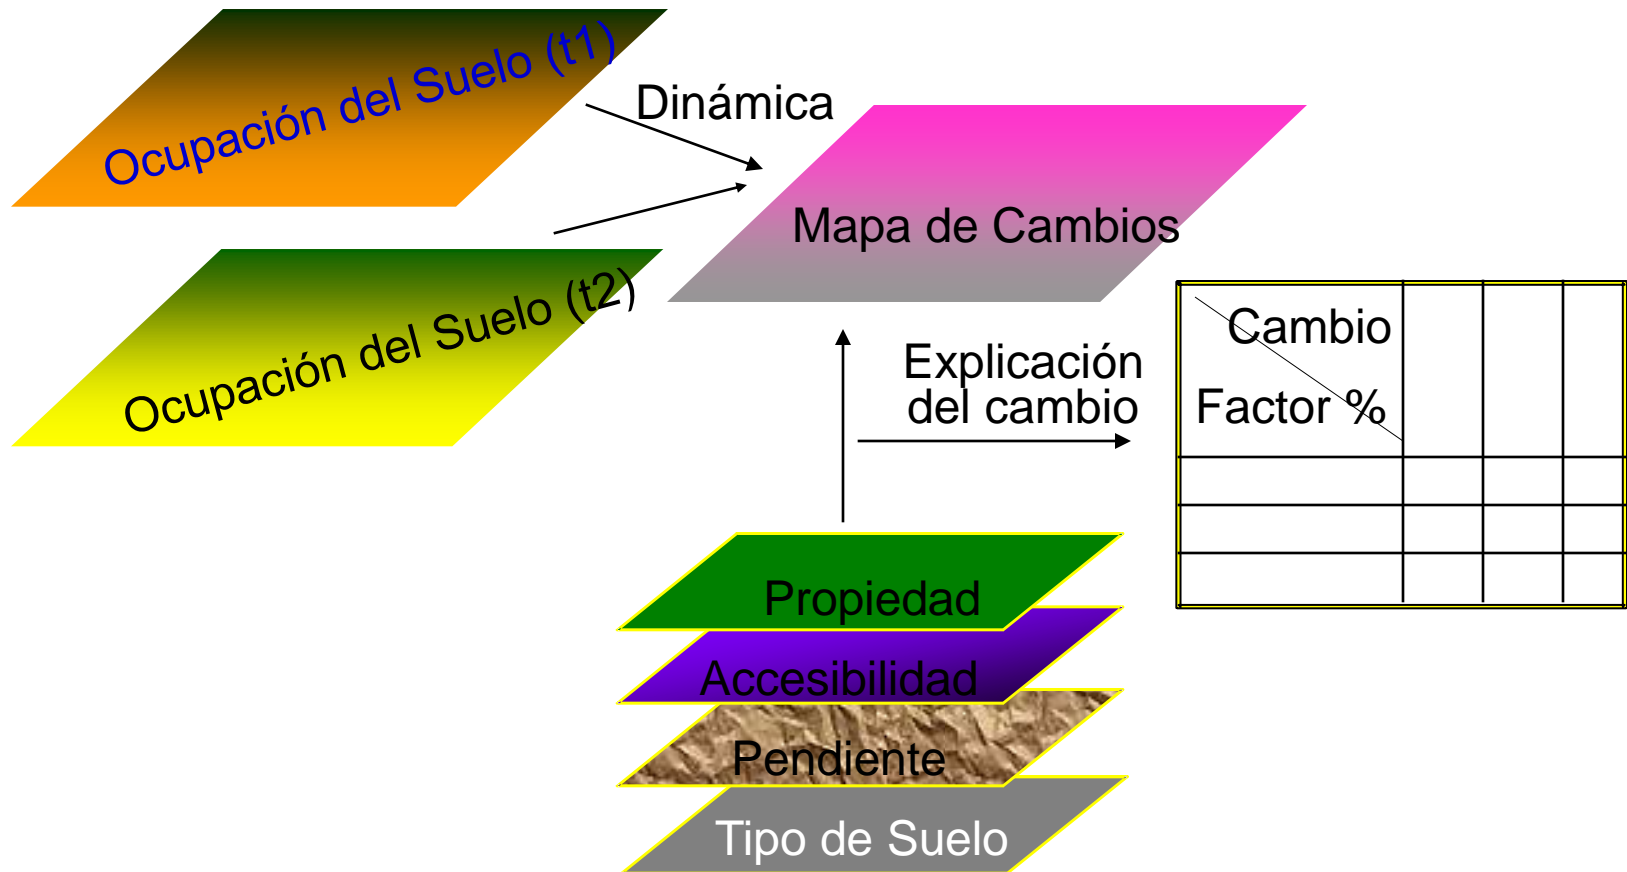 Ocupación del Suelo (t1)
Dinámica
Mapa de Cambios
Ocupación del Suelo (t2)
Explicación
del cambio
Cambio
Factor %
Propiedad
Accesibilidad
Pendiente
Tipo de Suelo